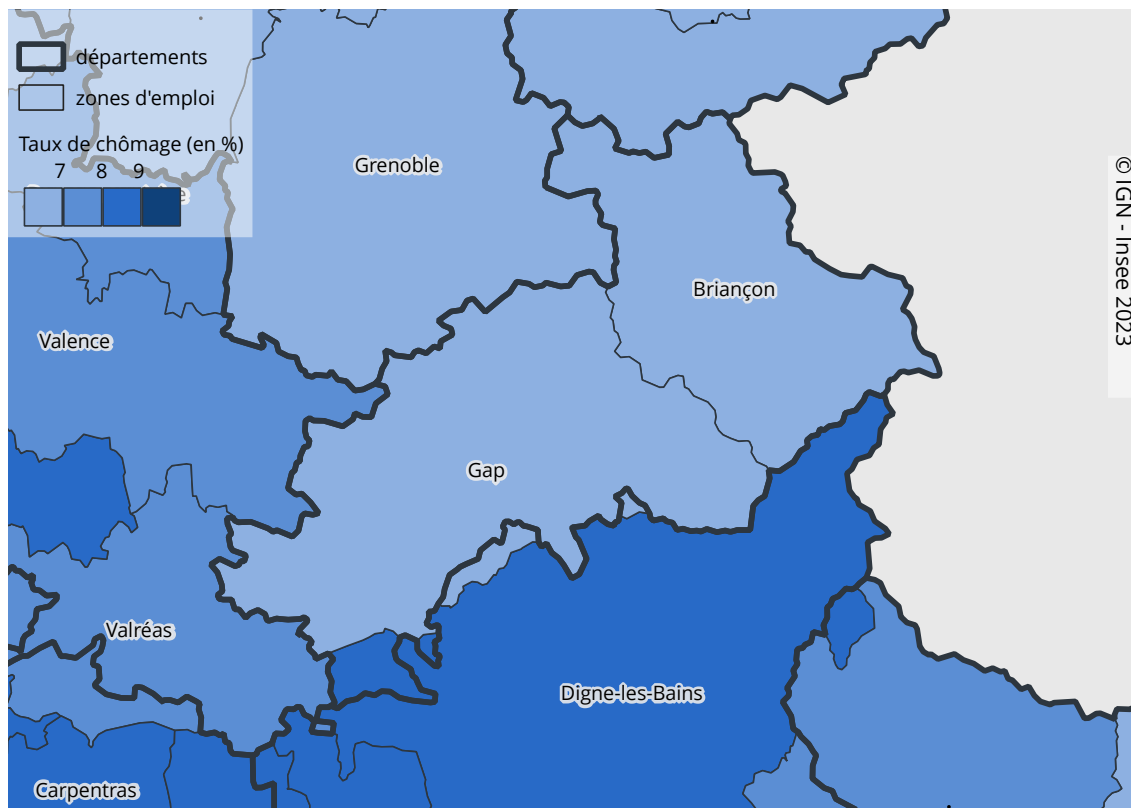 départements
zones d'emploi
Taux de chômage (en %)
7 8 9
Grenoble
© IGN - Insee 2023
Briançon
Valence
Gap
Valréas
Digne-les-Bains
Carpentras